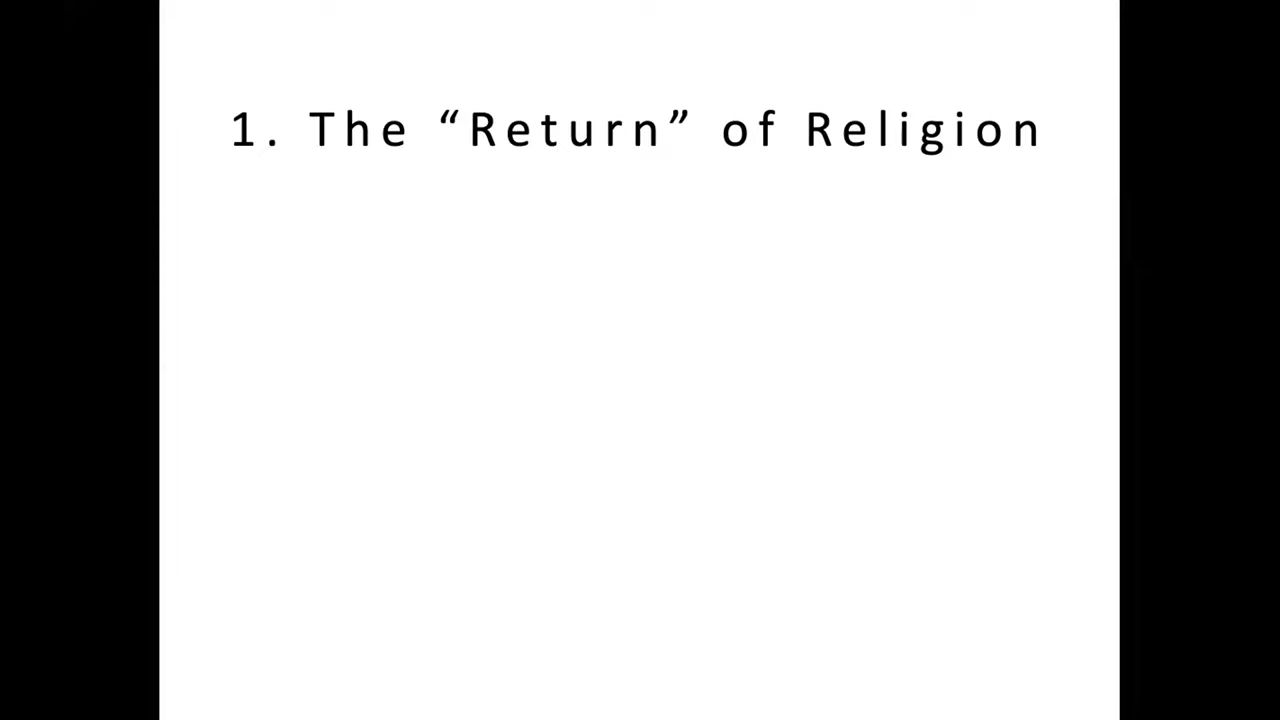 1. The “Return” of Religion